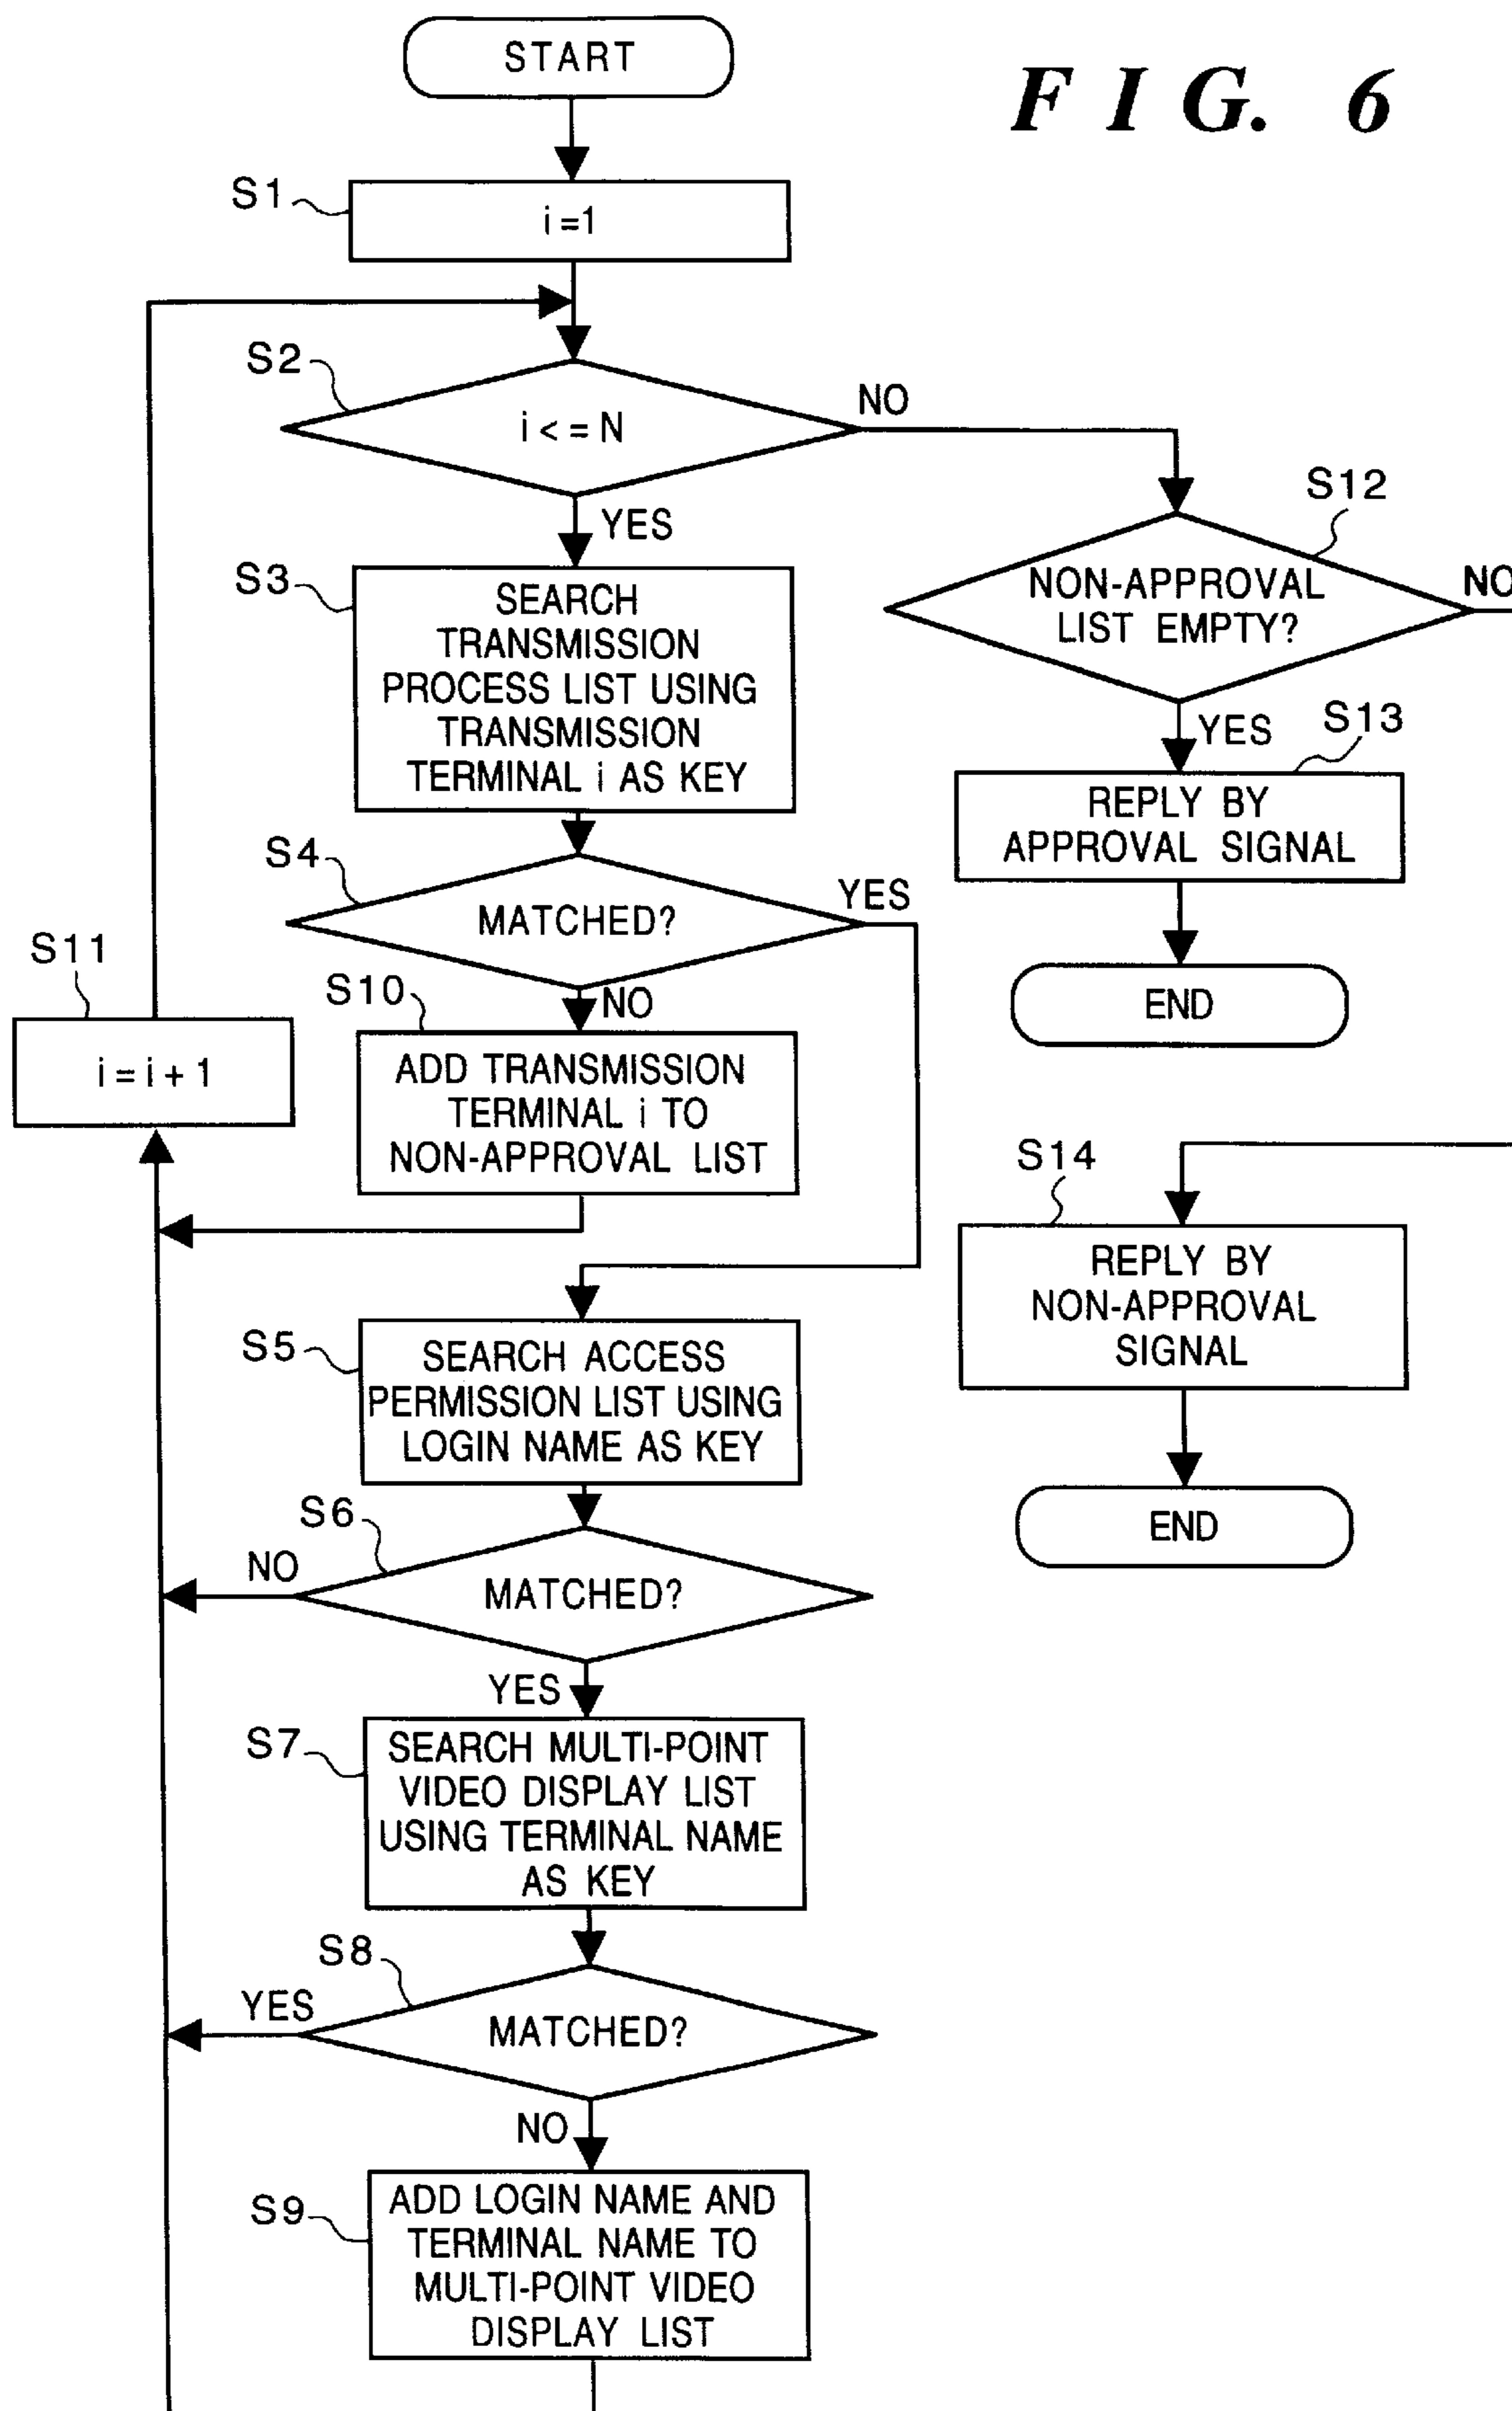 FIG. 6
START
S1
i=1
S2
i<=N
NO
YES
S3
SEARCH
TRANSMISSION
PROCESS LIST USING
TRANSMISSION
TERMINAL i AS KEY
S4
MATCHED?
YES
S10
NO
ADD TRANSMISSION
TERMINAL i TO
NON-APPROVAL LIST
S11
i=i+1
S5
SEARCH ACCESS
PERMISSION LIST USING
LOGIN NAME AS KEY
S6
NO
MATCHED?
YES
S7
SEARCH MULTI-POINT
VIDEO DISPLAY LIST
USING TERMINAL NAME
AS KEY
S8
YES
MATCHED?
NO
S9
ADD LOGIN NAME AND
TERMINAL NAME TO
MULTI-POINT VIDEO
DISPLAY LIST
S12
NON-APPROVAL
LIST EMPTY?
NO
YES
S13
REPLY BY
APPROVAL SIGNAL
END
S14
REPLY BY
NON-APPROVAL
SIGNAL
END